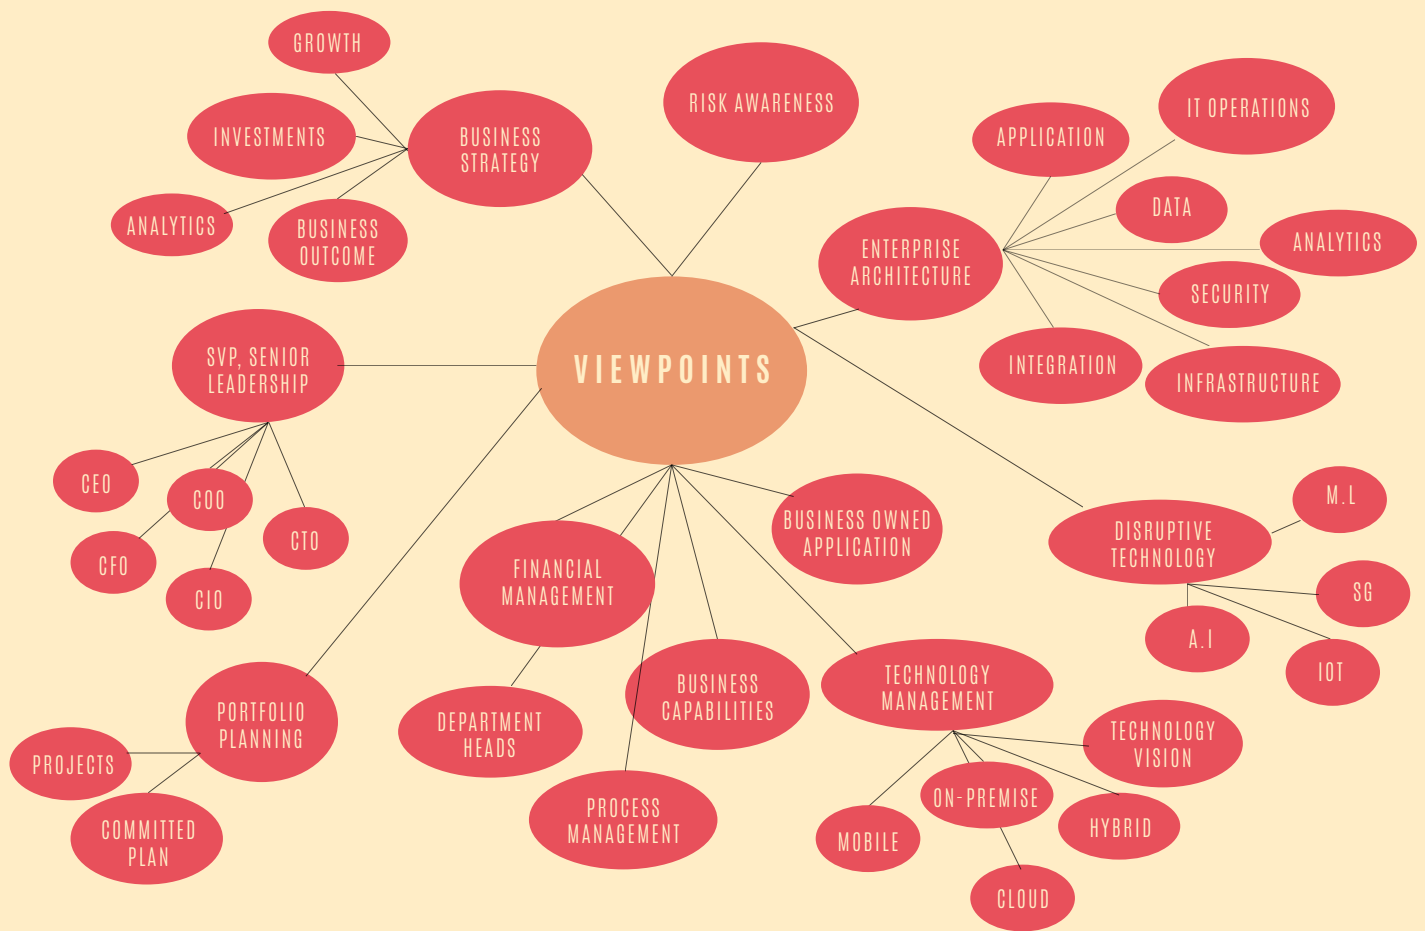 GROWTH
INVESTMENTS
ANALYTICS
BUSINESS
OUTCOME
BUSINESS
STRATEGY
RISK AWARENESS
APPLICATION
IT OPERATIONS
DATA
ANALYTICS
SECURITY
INFRASTRUCTURE
INTEGRATION
ENTERPRISE
ARCHITECTURE
VIEWPOINTS
SVP, SENIOR
LEADERSHIP
CEO
COO
CTO
CFO
CIO
PORTFOLIO
PLANNING
PROJECTS
COMMITTED
PLAN
FINANCIAL
MANAGEMENT
DEPARTMENT
HEADS
BUSINESS
CAPABILITIES
PROCESS
MANAGEMENT
BUSINESS OWNED
APPLICATION
TECHNOLOGY
MANAGEMENT
TECHNOLOGY
VISION
ON-PREMISE
HYBRID
MOBILE
CLOUD
DISRUPTIVE
TECHNOLOGY
M.L
SG
A.I
IOT